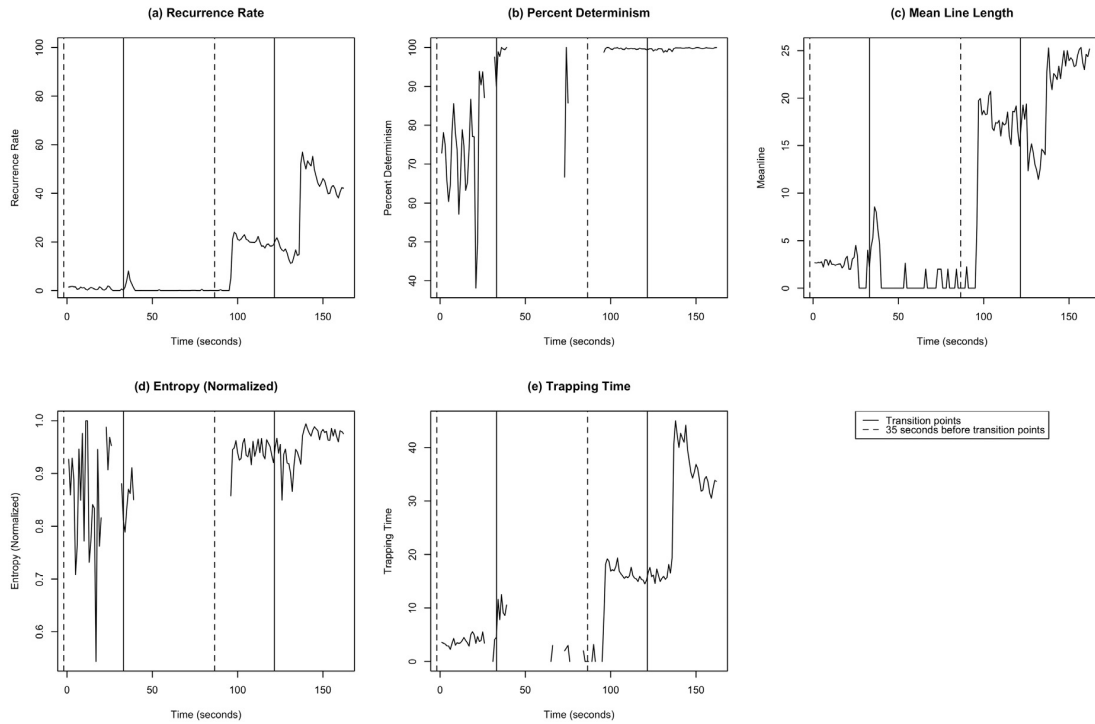 (a) Recurrence Rate
Recurrence Rate
100
80
60
40
20
0
0 50 100 150
Time (seconds)
(b) Percent Determinism
Percent Determinism
100
90
80
70
60
50
40
0 50 100 150
Time (seconds)
(c) Mean Line Length
Meanline
25
20
15
10
5
0
0 50 100 150
Time (seconds)
(d) Entropy (Normalized)
Entropy (Normalized)
1.0
0.9
0.8
0.7
0.6
0 50 100 150
Time (seconds)
(e) Trapping Time
Trapping Time
40
30
20
10
0
0 50 100 150
Time (seconds)
Transition points
35 seconds before transition points